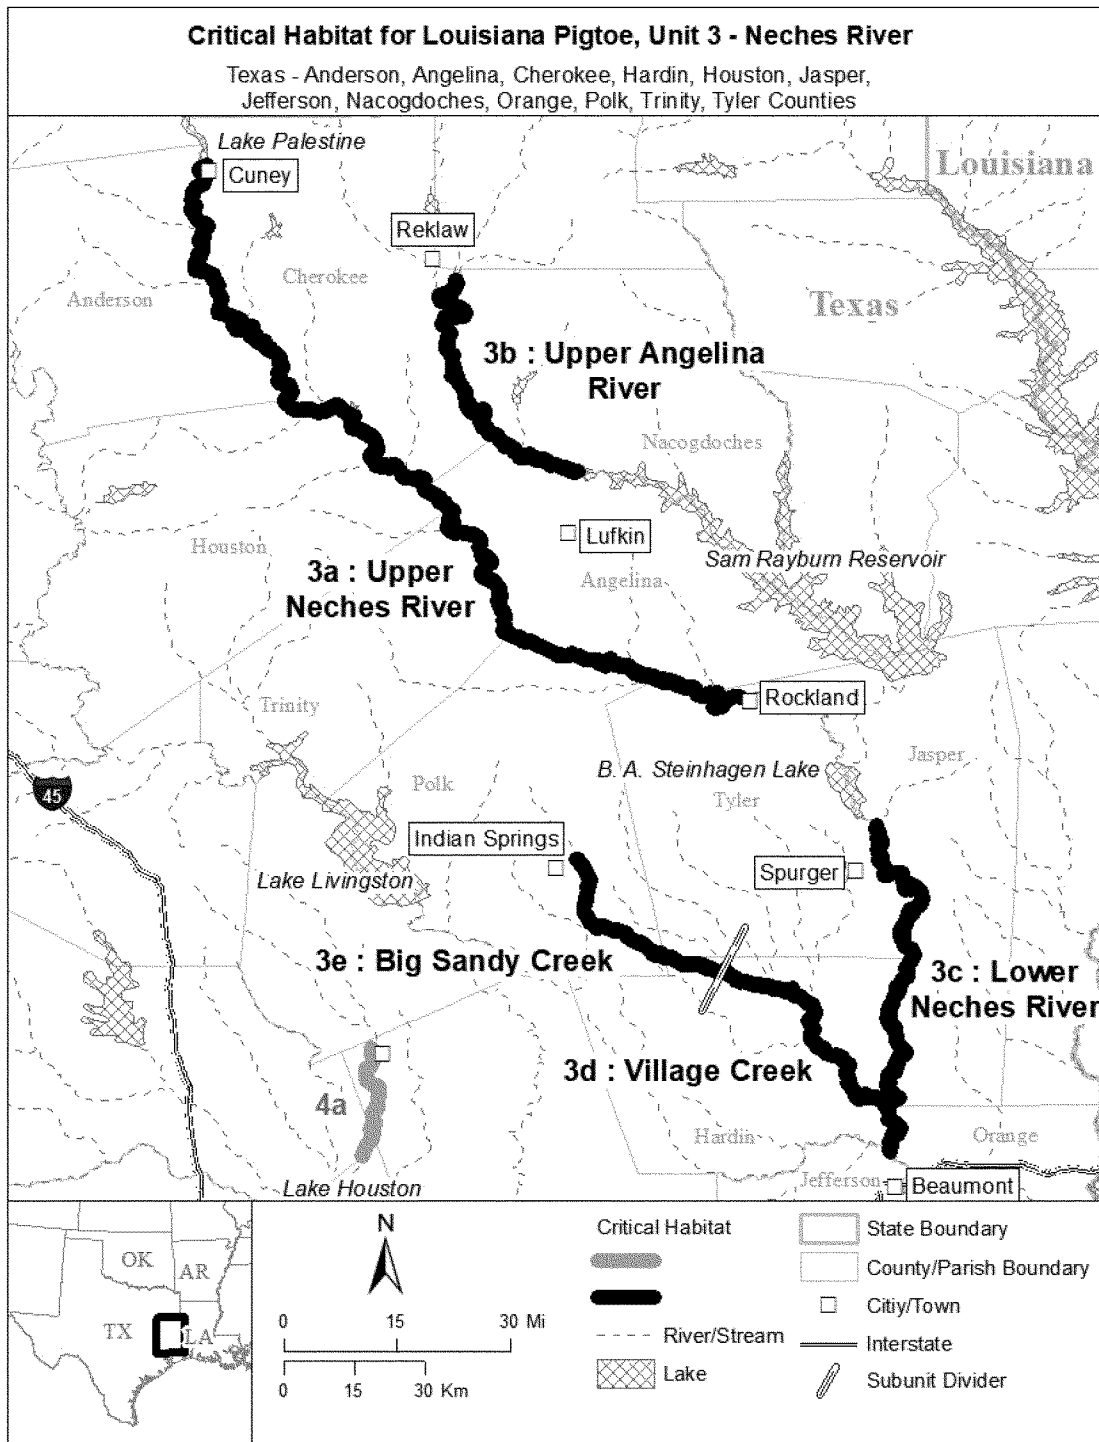 Critical Habitat for Louisiana Pigtoe, Unit 3 - Neches River
Texas - Anderson, Angelina, Cherokee, Hardin, Houston, Jasper,
Jefferson, Nacogdoches, Orange, Polk, Trinity, Tyler Counties
Lake Palestine
Cuney
Louisiana
Reklaw
Cherokee
Anderson
Texas
3b : Upper Angelina
River
Nacogdoches
Lufkin
Houston
Sam Rayburn Reservoir
3a : Upper
Neches River
Angelina
Rockland
Trinity
Jasper
B. A. Steinhagen Lake
Polk
Tyler
45
Indian Springs
Spurger
Lake Livingston
3e : Big Sandy Creek
3c : Lower
Neches River
3d : Village Creek
4a
Hardin
Orange
Jefferson
Lake Houston
Beaumont
OK
AR
TX
LA
N
0 15 30 Mi
0 15 30 Km
Critical Habitat
River/Stream
Lake
State Boundary
County/Parish Boundary
Citiy/Town
Interstate
Subunit Divider